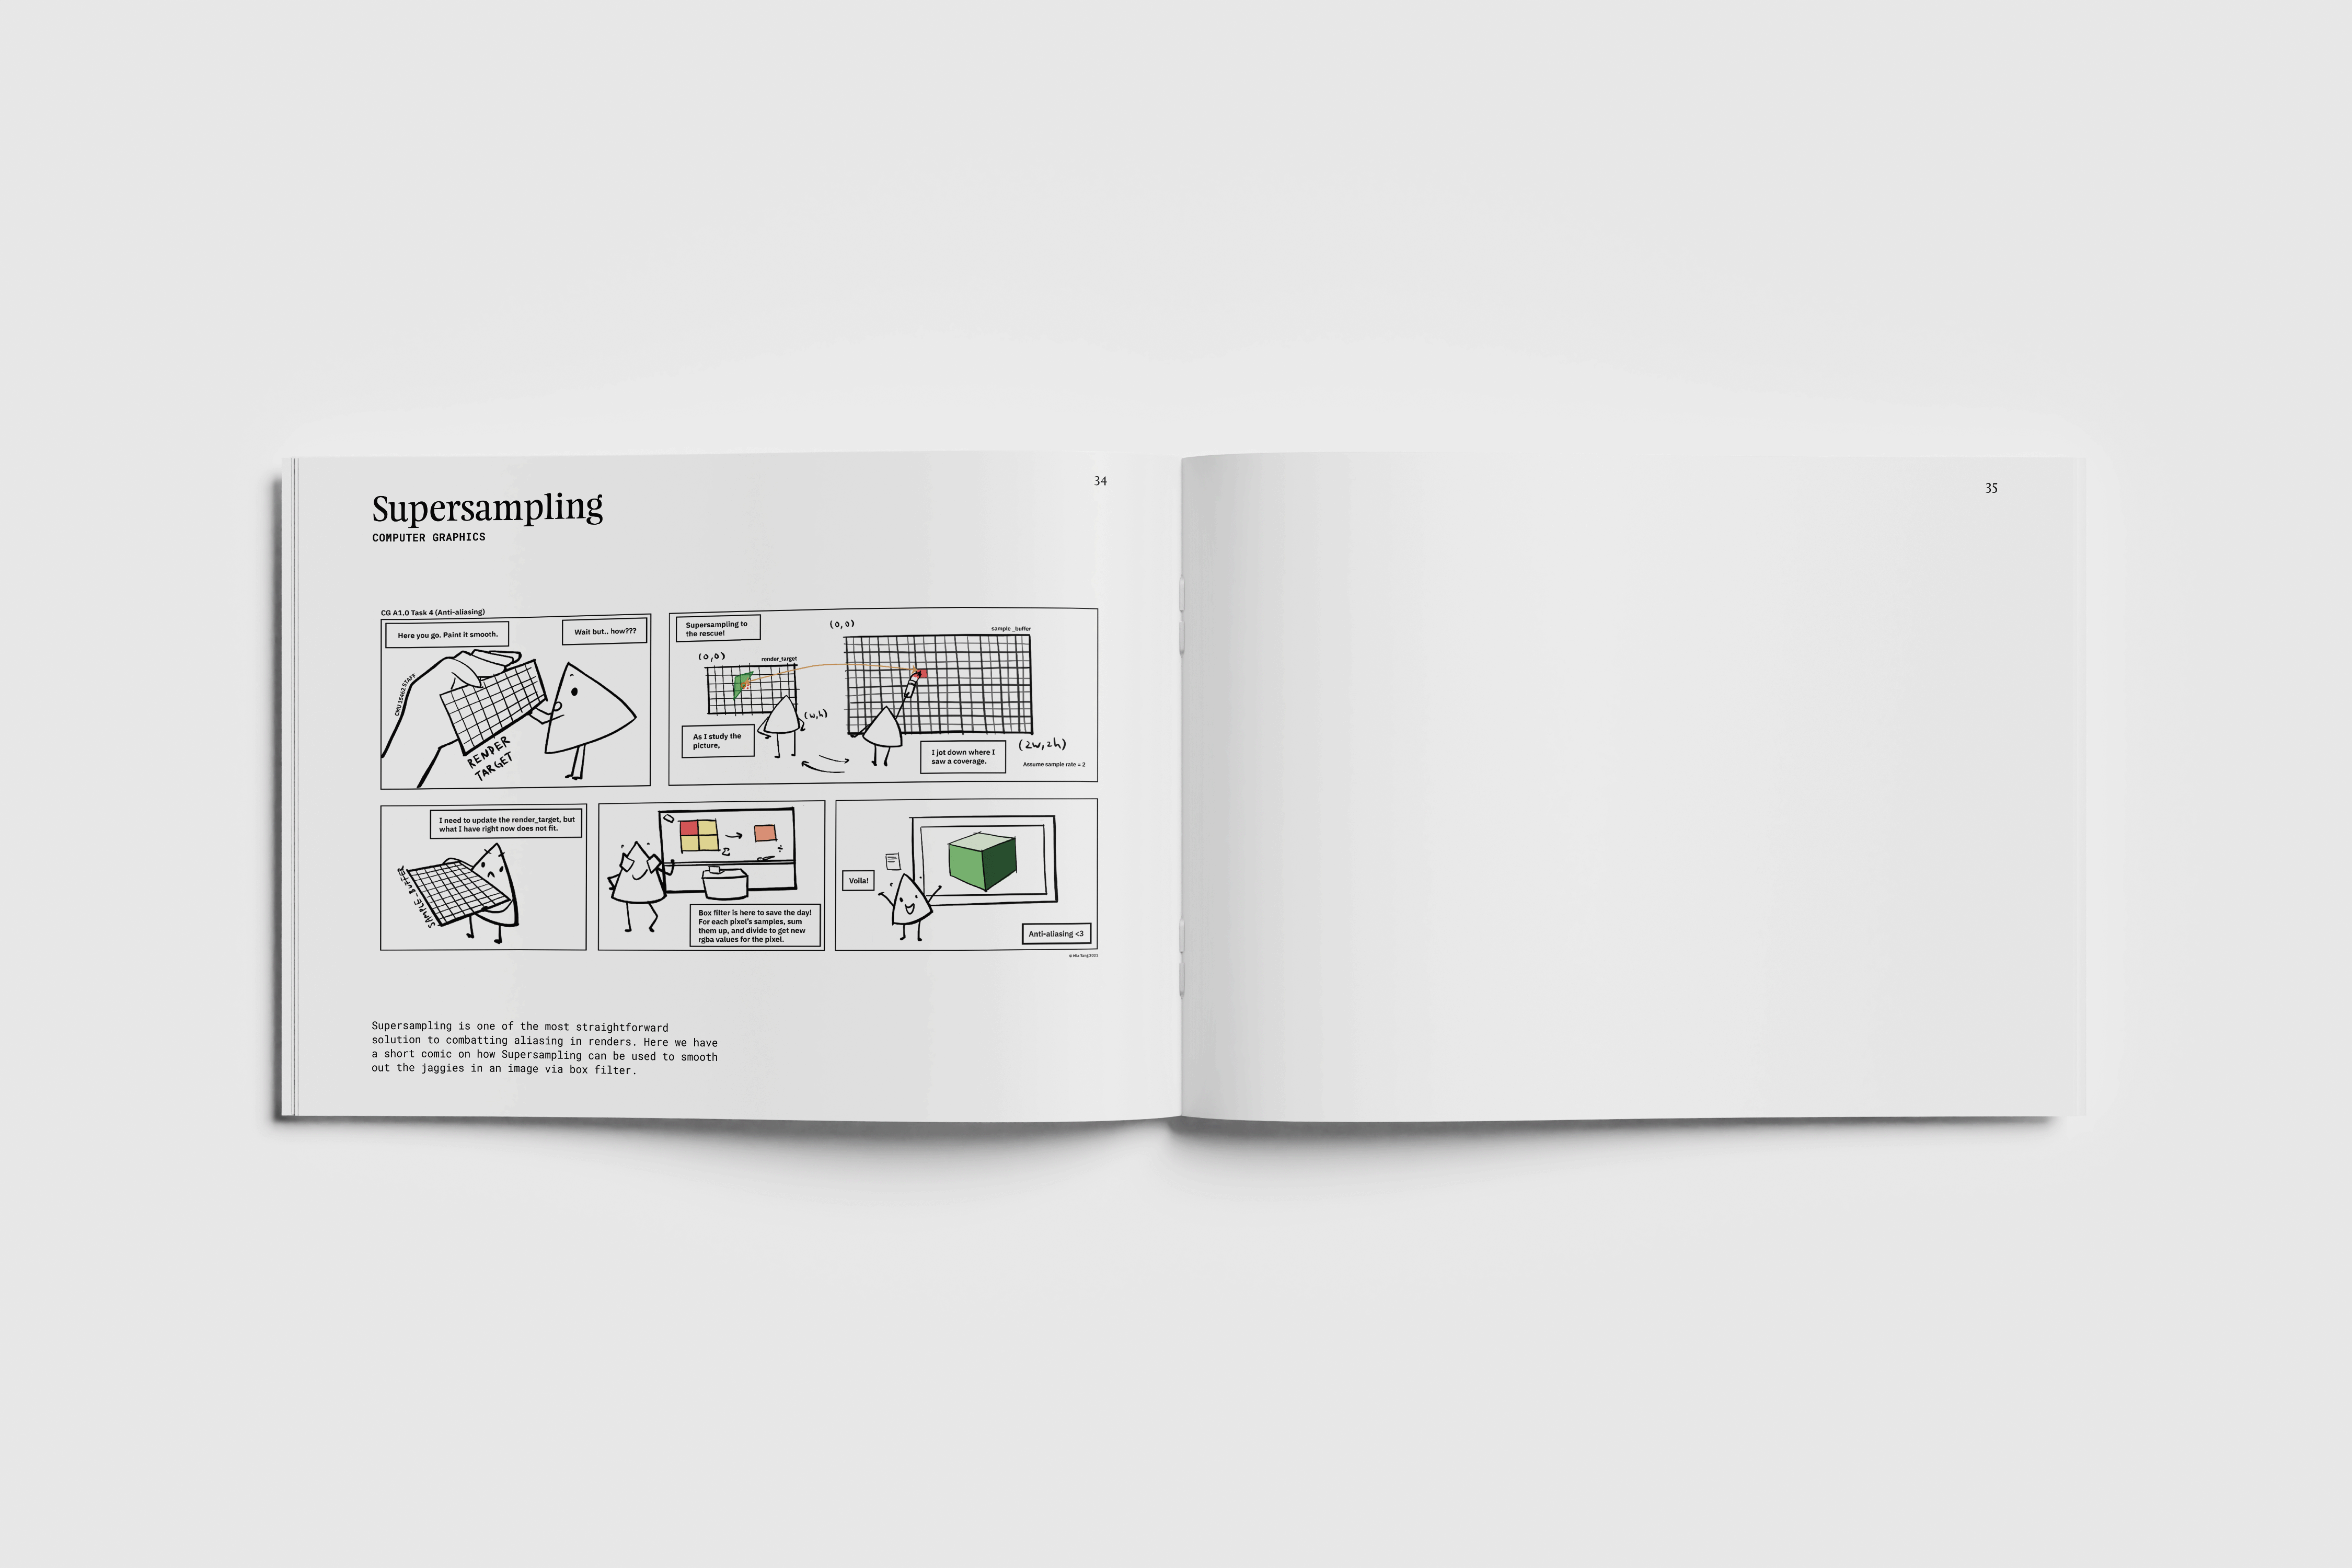 34
Supersampling
COMPUTER GRAPHICS
CG A1.0 Task 4 (Anti-aliasing)
Here you go. Paint it smooth.
Wait but.. how???
CMU 15462 STAFF
RENDER
TARGET
Supersampling to
the rescue!
(0,0)
render_target
(w,h)
(0,0)
sample _buffer
(2w,2h)
As I study the
picture,
I jot down where I
saw a coverage.
Assume sample rate = 2
I need to update the render_target, but
what I have right now does not fit.
SAMPLE-BUFFER
Σ
÷
Box filter is here to save the day!
For each pixel's samples, sum
them up, and divide to get new
rgba values for the pixel.
Voila!
Anti-aliasing <3
Supersampling is one of the most straightforward
solution to combatting aliasing in renders. Here we have
a short comic on how Supersampling can be used to smooth
out the jaggies in an image via box filter.
35